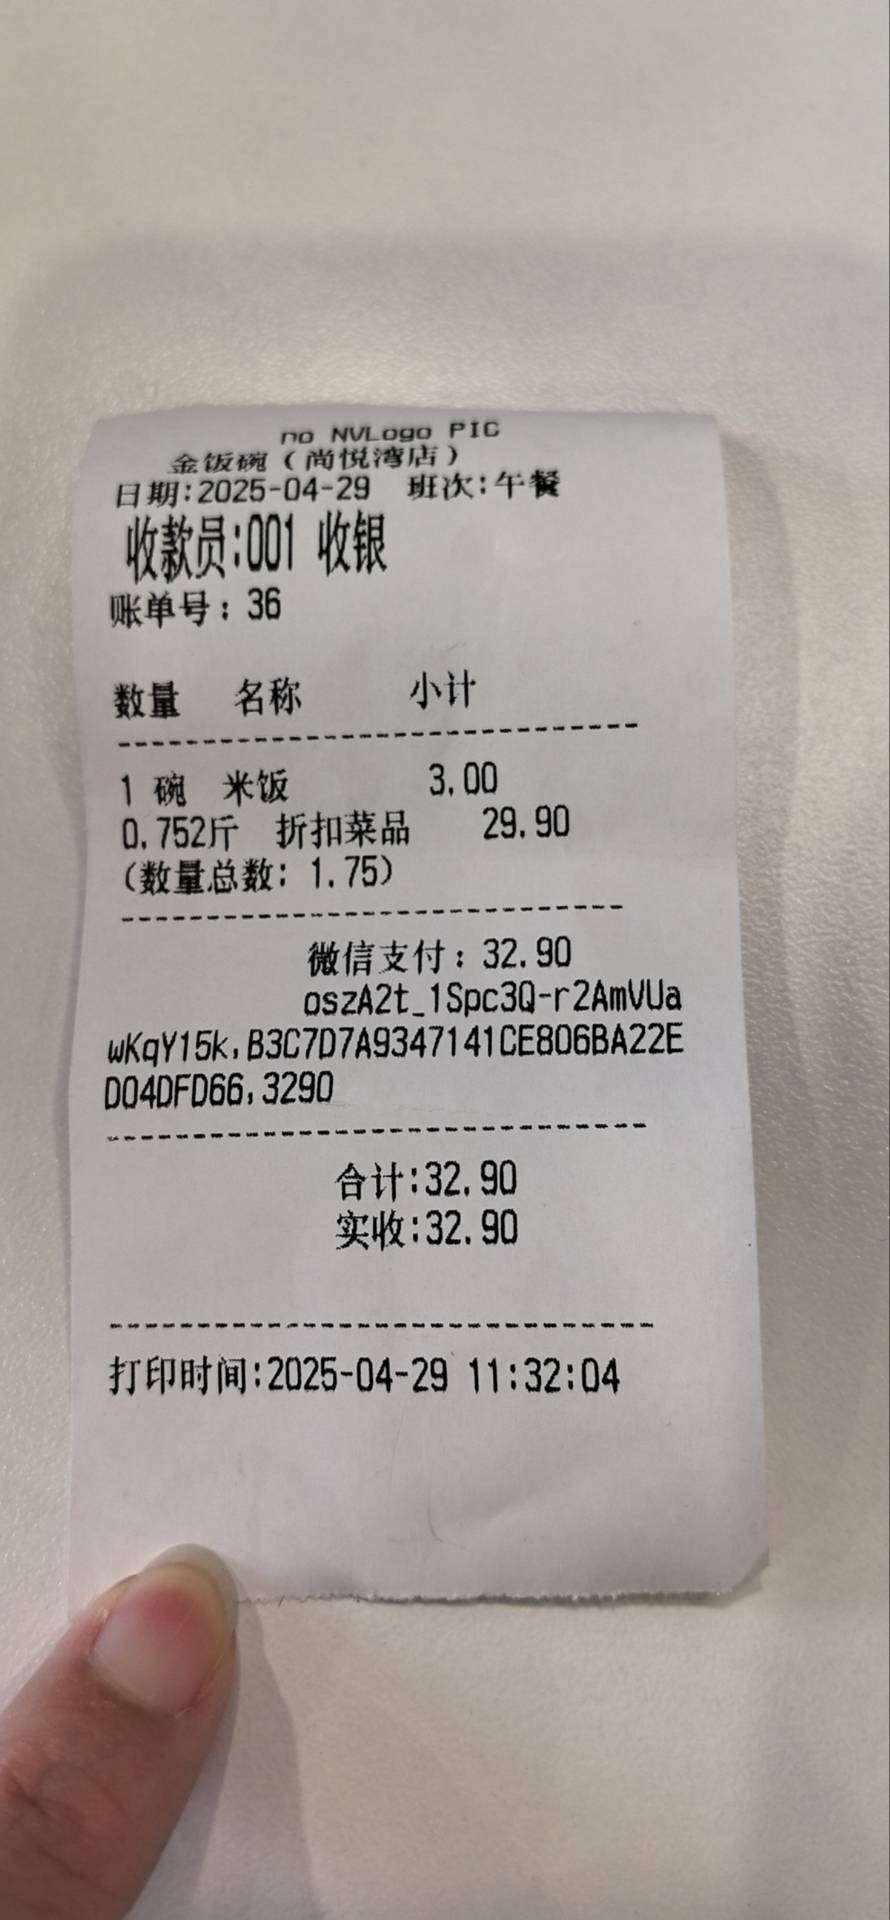 no NVLogo PIC
金饭碗（尚悦湾店）
日期:2025-04-29 班次:午餐
收款员:001 收银
账单号：36
数量 名称 小计
1 碗 米饭 3.00
0.752斤 折扣菜品 29.90
(数量总数: 1.75)
微信支付：32.90
oszA2t_1Spc3Q-r2AmVUa
wKqY15k,B3C7D7A9347141CE806BA22E
D04DFD66,3290
合计:32.90
实收:32.90
打印时间:2025-04-29 11:32:04